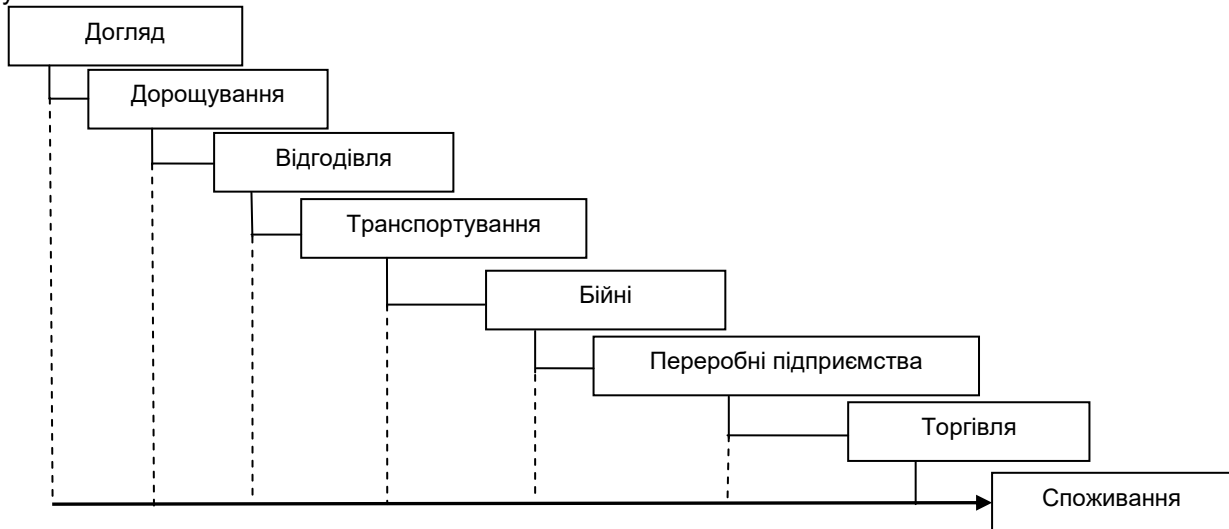 Догляд
Дорощування
Відгодівля
Транспортування
Бійні
Переробні підприємства
Торгівля
Споживання